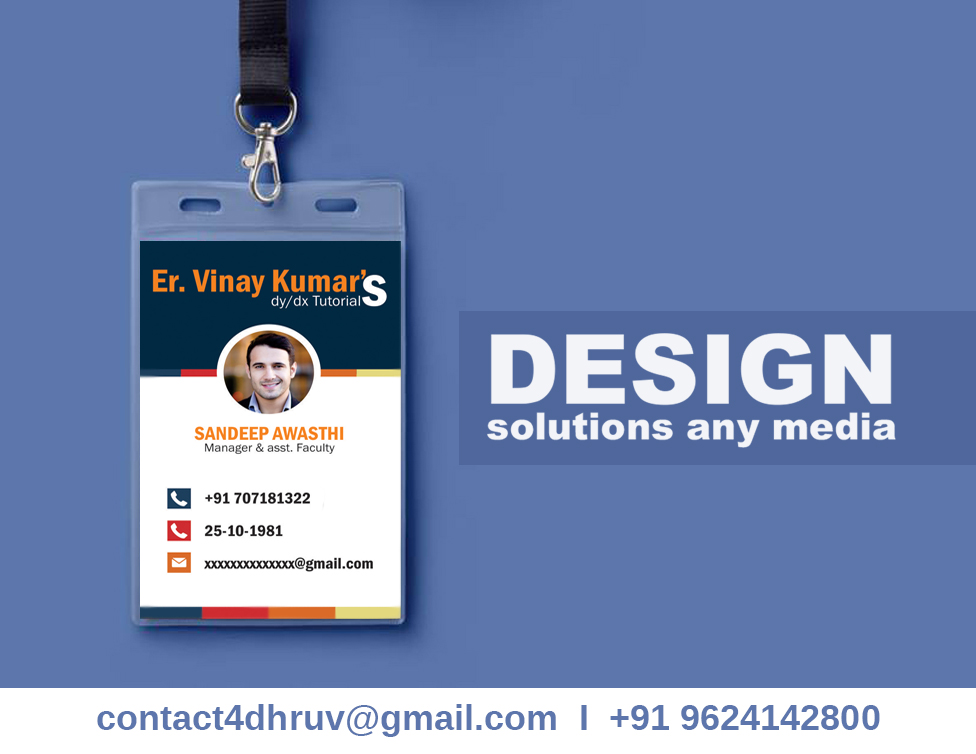 Er. Vinay Kumar's
dy/dx Tutorial
SANDEEP AWASTHI
Manager & asst. Faculty
+91 707181322
25-10-1981
xxxxxxxxxxxxxx@gmail.com
DESIGN
solutions any media
contact4dhruv@gmail.com I +91 9624142800